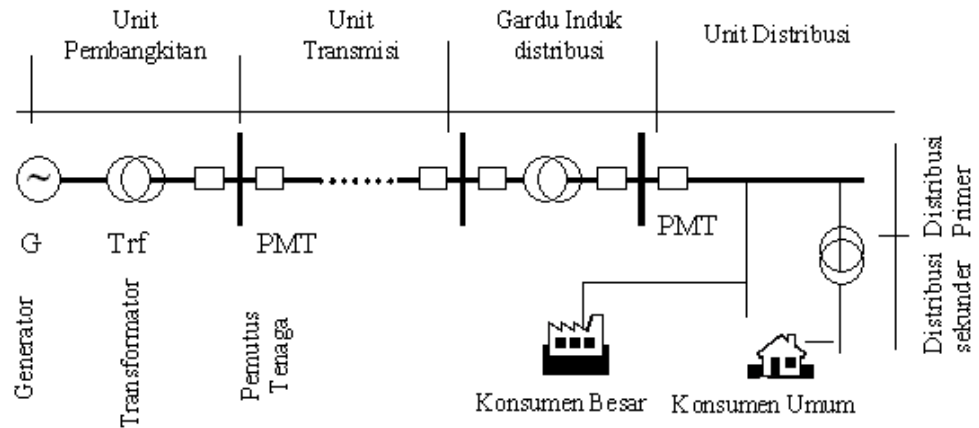 Unit
Pembangkitan
Unit
Transmisi
Gardu Induk
distribusi
Unit Distribusi
~
G
Trf
PMT
PMT
Generator
Transformator
Pemutus
Tenaga
Distribusi
Primer
Distribusi
sekunder
Konsumen Besar
Konsumen Umum